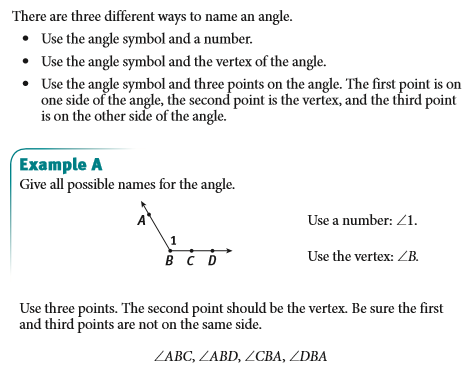 There are three different ways to name an angle.
• Use the angle symbol and a number.
• Use the angle symbol and the vertex of the angle.
• Use the angle symbol and three points on the angle. The first point is on
one side of the angle, the second point is the vertex, and the third point
is on the other side of the angle.
Example A
Give all possible names for the angle.
A
1
B C D
Use a number: ∠1.
Use the vertex: ∠B.
Use three points. The second point should be the vertex. Be sure the first
and third points are not on the same side.
∠ABC, ∠ABD, ∠CBA, ∠DBA